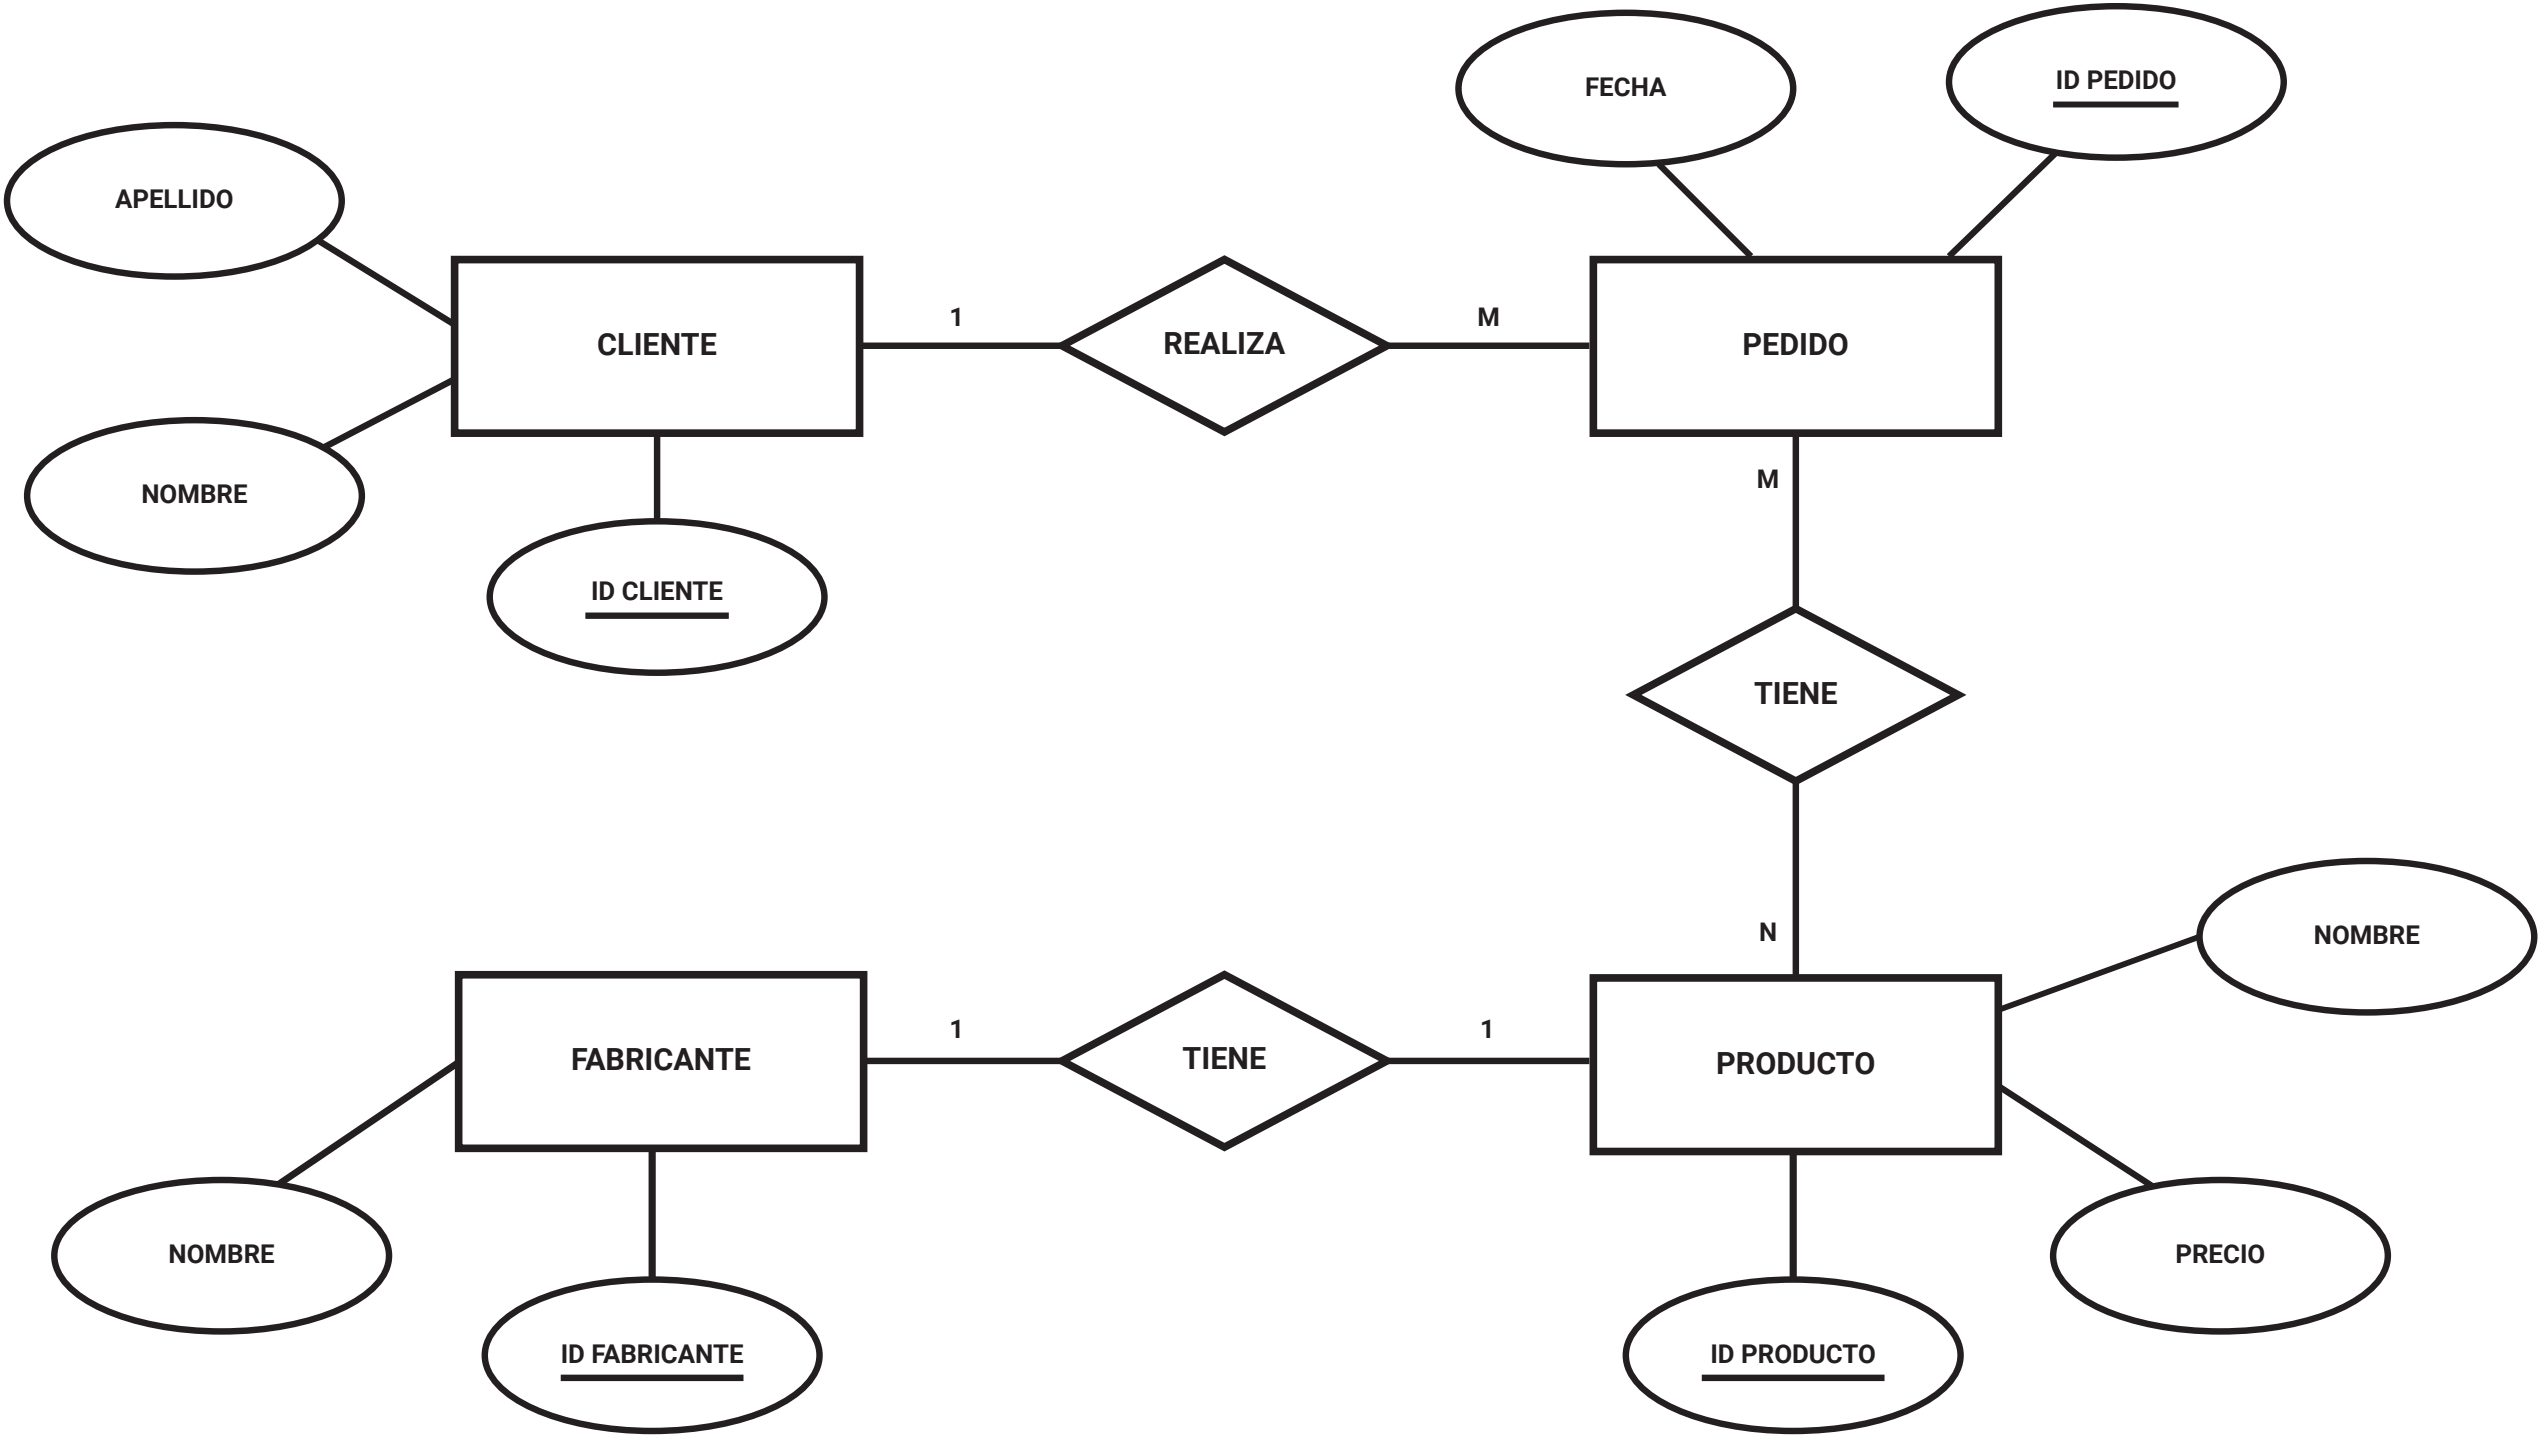 FECHA
ID PEDIDO
APELLIDO
CLIENTE
1
REALIZA
M
PEDIDO
NOMBRE
ID CLIENTE
M
TIENE
N
NOMBRE
FABRICANTE
1
TIENE
1
PRODUCTO
NOMBRE
PRECIO
ID FABRICANTE
ID PRODUCTO